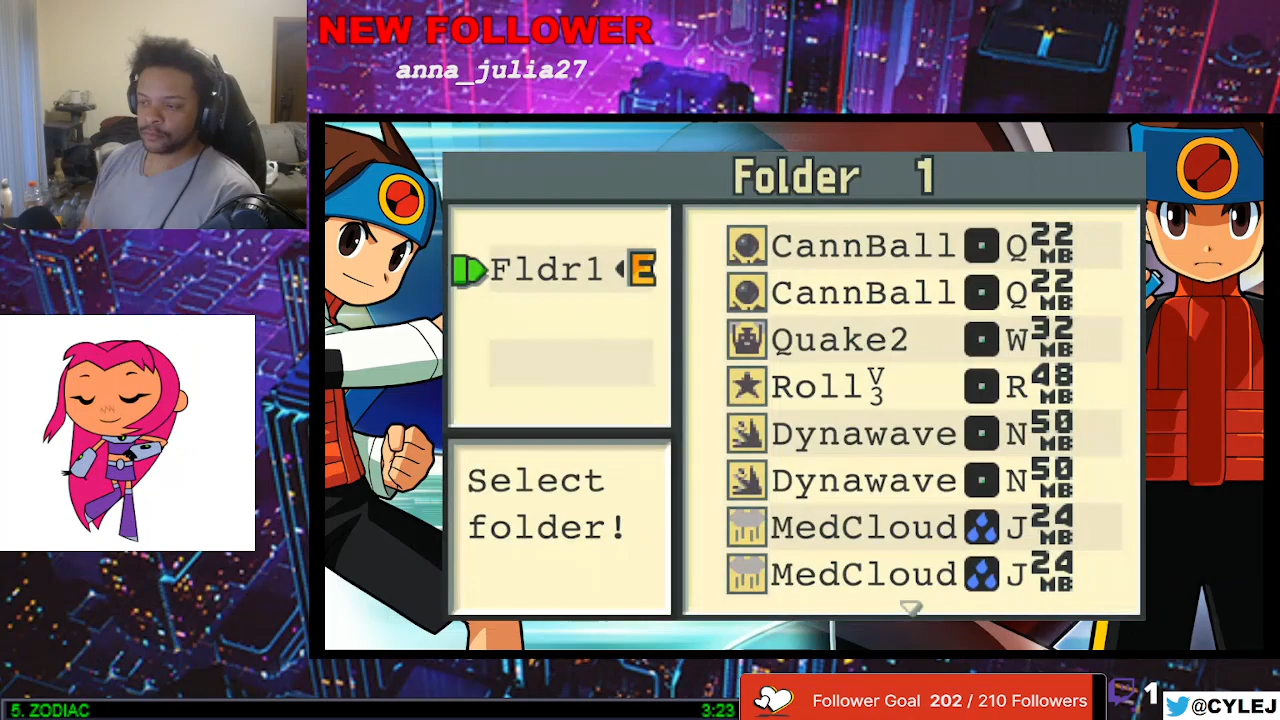 NEW FOLLOWER
anna_julia27
Folder 1
Fldr1 E
Select
folder!
CannBall Q 22 MB
CannBall Q 22 MB
Quake2 W 32 MB
Roll V3 R 48 MB
Dynawave N 50 MB
Dynawave N 50 MB
MedCloud J 24 MB
MedCloud J 24 MB
5. ZODIAC 3:23
Follower Goal 202 / 210 Followers
1
@CYLEJ